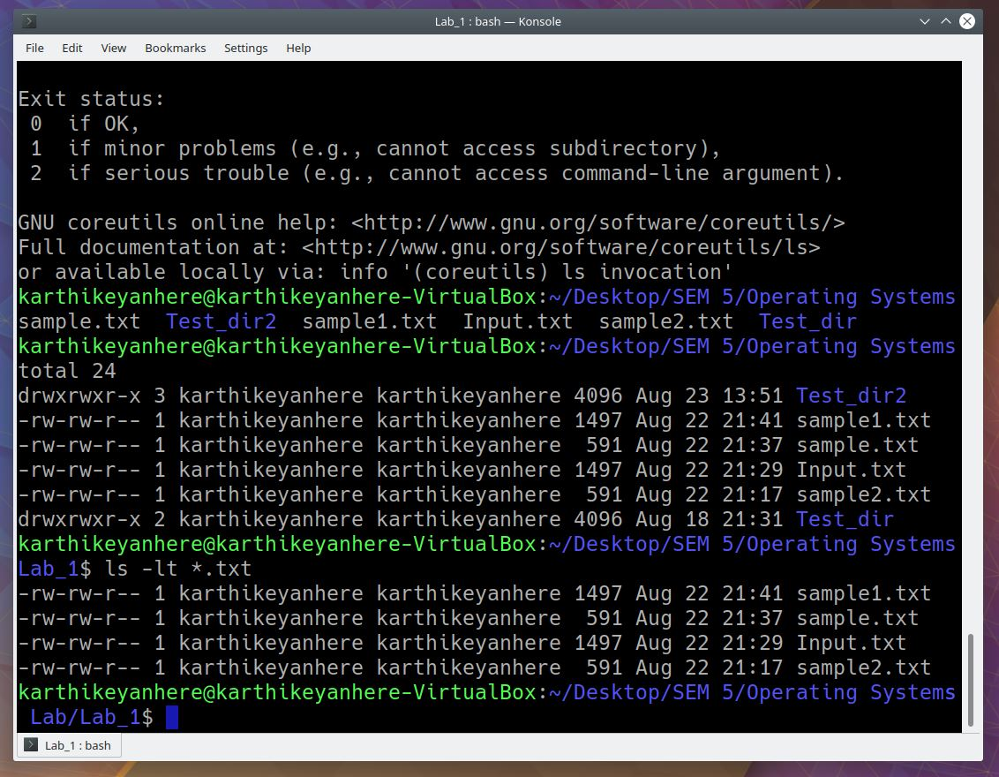 Lab_1 : bash — Konsole
File Edit View Bookmarks Settings Help
Exit status:
 0  if OK,
 1  if minor problems (e.g., cannot access subdirectory),
 2  if serious trouble (e.g., cannot access command-line argument).
GNU coreutils online help: <http://www.gnu.org/software/coreutils/>
Full documentation at: <http://www.gnu.org/software/coreutils/ls>
or available locally via: info '(coreutils) ls invocation'
karthikeyanhere@karthikeyanhere-VirtualBox:~/Desktop/SEM 5/Operating Systems
sample.txt  Test_dir2  sample1.txt  Input.txt  sample2.txt  Test_dir
karthikeyanhere@karthikeyanhere-VirtualBox:~/Desktop/SEM 5/Operating Systems
total 24
drwxrwxr-x 3 karthikeyanhere karthikeyanhere 4096 Aug 23 13:51 Test_dir2
-rw-rw-r-- 1 karthikeyanhere karthikeyanhere 1497 Aug 22 21:41 sample1.txt
-rw-rw-r-- 1 karthikeyanhere karthikeyanhere  591 Aug 22 21:37 sample.txt
-rw-rw-r-- 1 karthikeyanhere karthikeyanhere 1497 Aug 22 21:29 Input.txt
-rw-rw-r-- 1 karthikeyanhere karthikeyanhere  591 Aug 22 21:17 sample2.txt
drwxrwxr-x 2 karthikeyanhere karthikeyanhere 4096 Aug 18 21:31 Test_dir
karthikeyanhere@karthikeyanhere-VirtualBox:~/Desktop/SEM 5/Operating Systems
Lab_1$ ls -lt *.txt
-rw-rw-r-- 1 karthikeyanhere karthikeyanhere 1497 Aug 22 21:41 sample1.txt
-rw-rw-r-- 1 karthikeyanhere karthikeyanhere  591 Aug 22 21:37 sample.txt
-rw-rw-r-- 1 karthikeyanhere karthikeyanhere 1497 Aug 22 21:29 Input.txt
-rw-rw-r-- 1 karthikeyanhere karthikeyanhere  591 Aug 22 21:17 sample2.txt
karthikeyanhere@karthikeyanhere-VirtualBox:~/Desktop/SEM 5/Operating Systems
 Lab/Lab_1$
Lab_1 : bash